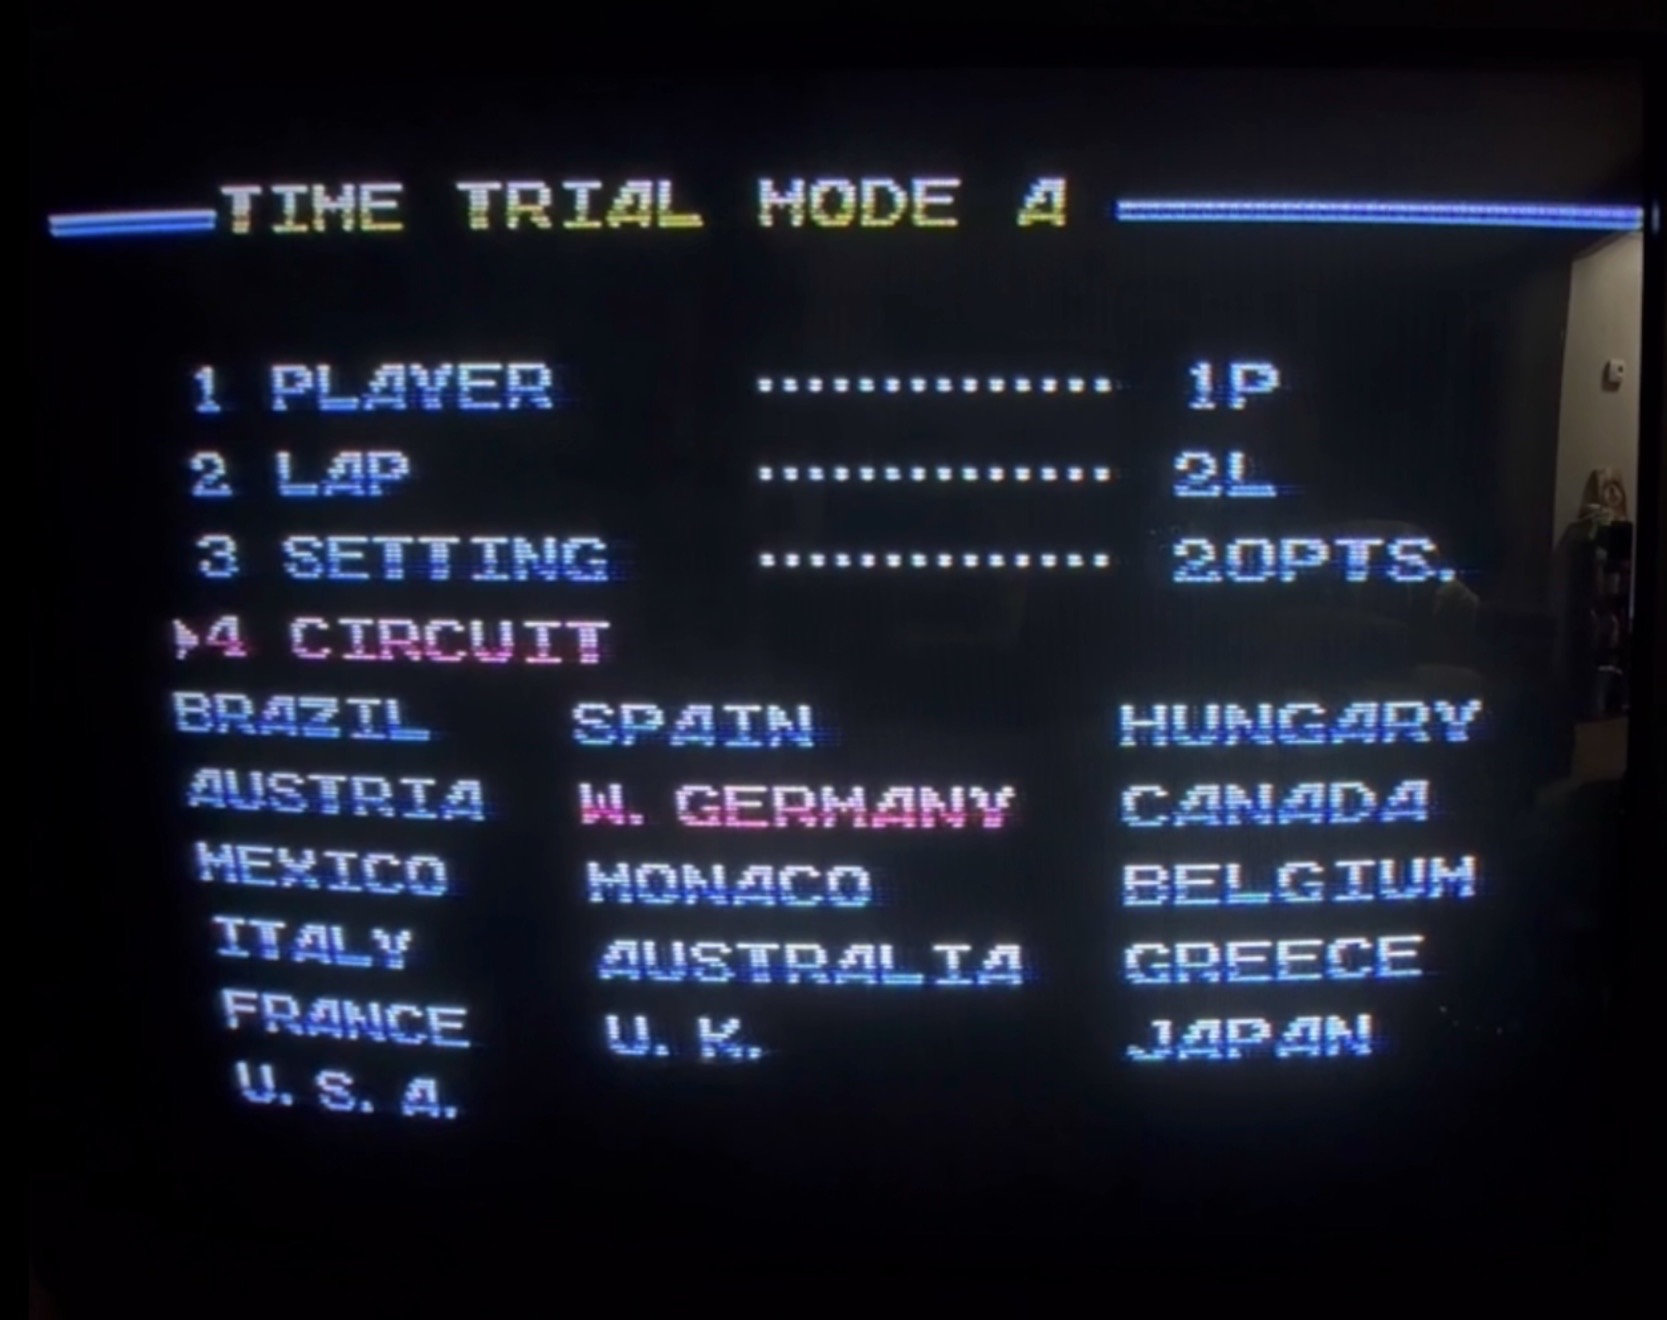 TIME TRIAL MODE A
1 PLAYER .............. 1P
2 LAP .............. 2L
3 SETTING .............. 20PTS.
▶4 CIRCUIT
BRAZIL SPAIN HUNGARY
AUSTRIA W. GERMANY CANADA
MEXICO MONACO BELGIUM
ITALY AUSTRALIA GREECE
FRANCE U. K. JAPAN
U. S. A.